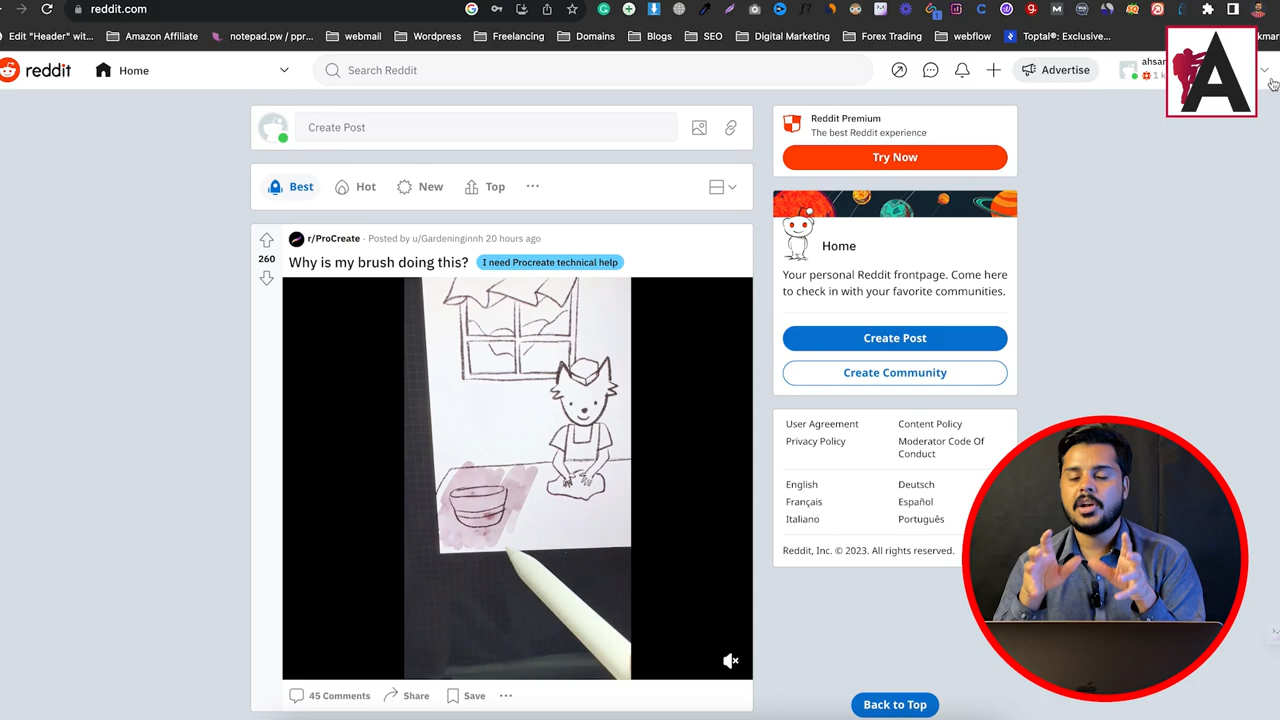 reddit.com
Edit "Header" wit...
Amazon Affiliate
notepad.pw / ppr...
webmail
Wordpress
Freelancing
Domains
Blogs
SEO
Digital Marketing
Forex Trading
webflow
Toptal®: Exclusive...
reddit
Home
Search Reddit
Advertise
ahsan
A
Create Post
Best
Hot
New
Top
r/ProCreate · Posted by u/Gardeninginnh 20 hours ago
260
Why is my brush doing this?
I need Procreate technical help
45 Comments
Share
Save
Reddit Premium
The best Reddit experience
Try Now
Home
Your personal Reddit frontpage. Come here
to check in with your favorite communities.
Create Post
Create Community
User Agreement
Content Policy
Privacy Policy
Moderator Code Of
Conduct
English
Deutsch
Français
Español
Italiano
Português
Reddit, Inc. © 2023. All rights reserved.
Back to Top